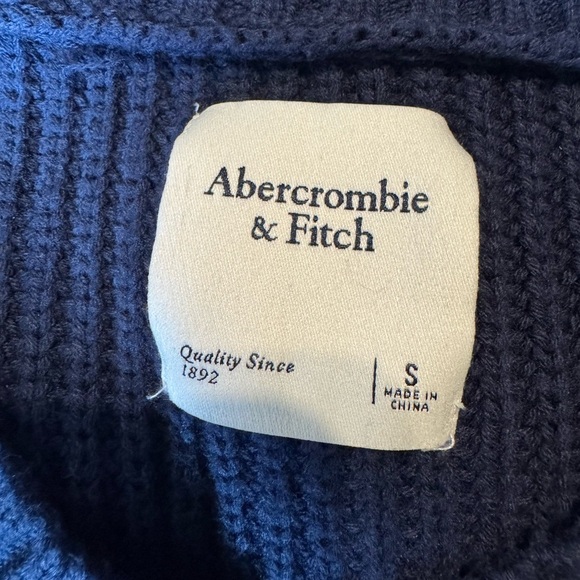 Abercrombie
& Fitch
Quality Since
1892
S
MADE IN
CHINA